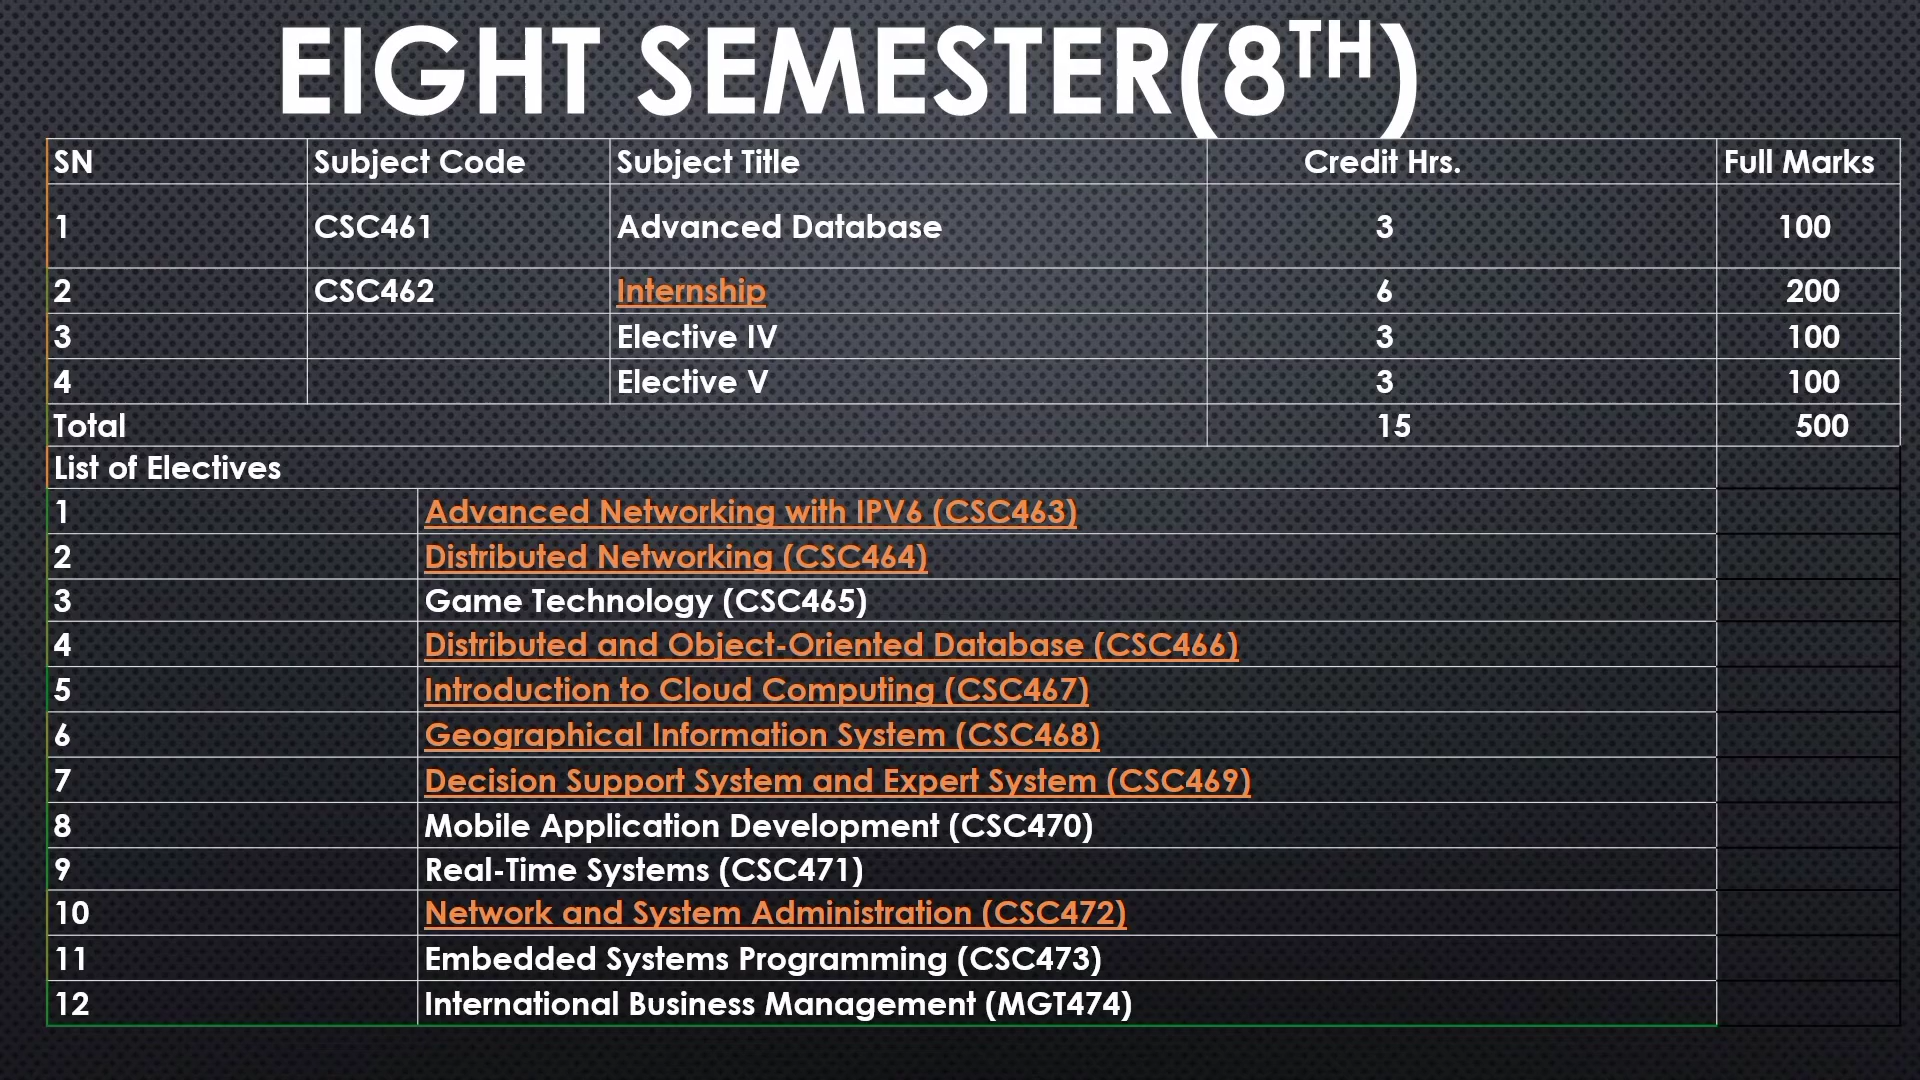 EIGHT SEMESTER(8TH)
SN Subject Code Subject Title Credit Hrs. Full Marks
1 CSC461 Advanced Database 3 100
2 CSC462 Internship 6 200
3 Elective IV 3 100
4 Elective V 3 100
Total 15 500
List of Electives
1 Advanced Networking with IPV6 (CSC463)
2 Distributed Networking (CSC464)
3 Game Technology (CSC465)
4 Distributed and Object-Oriented Database (CSC466)
5 Introduction to Cloud Computing (CSC467)
6 Geographical Information System (CSC468)
7 Decision Support System and Expert System (CSC469)
8 Mobile Application Development (CSC470)
9 Real-Time Systems (CSC471)
10 Network and System Administration (CSC472)
11 Embedded Systems Programming (CSC473)
12 International Business Management (MGT474)